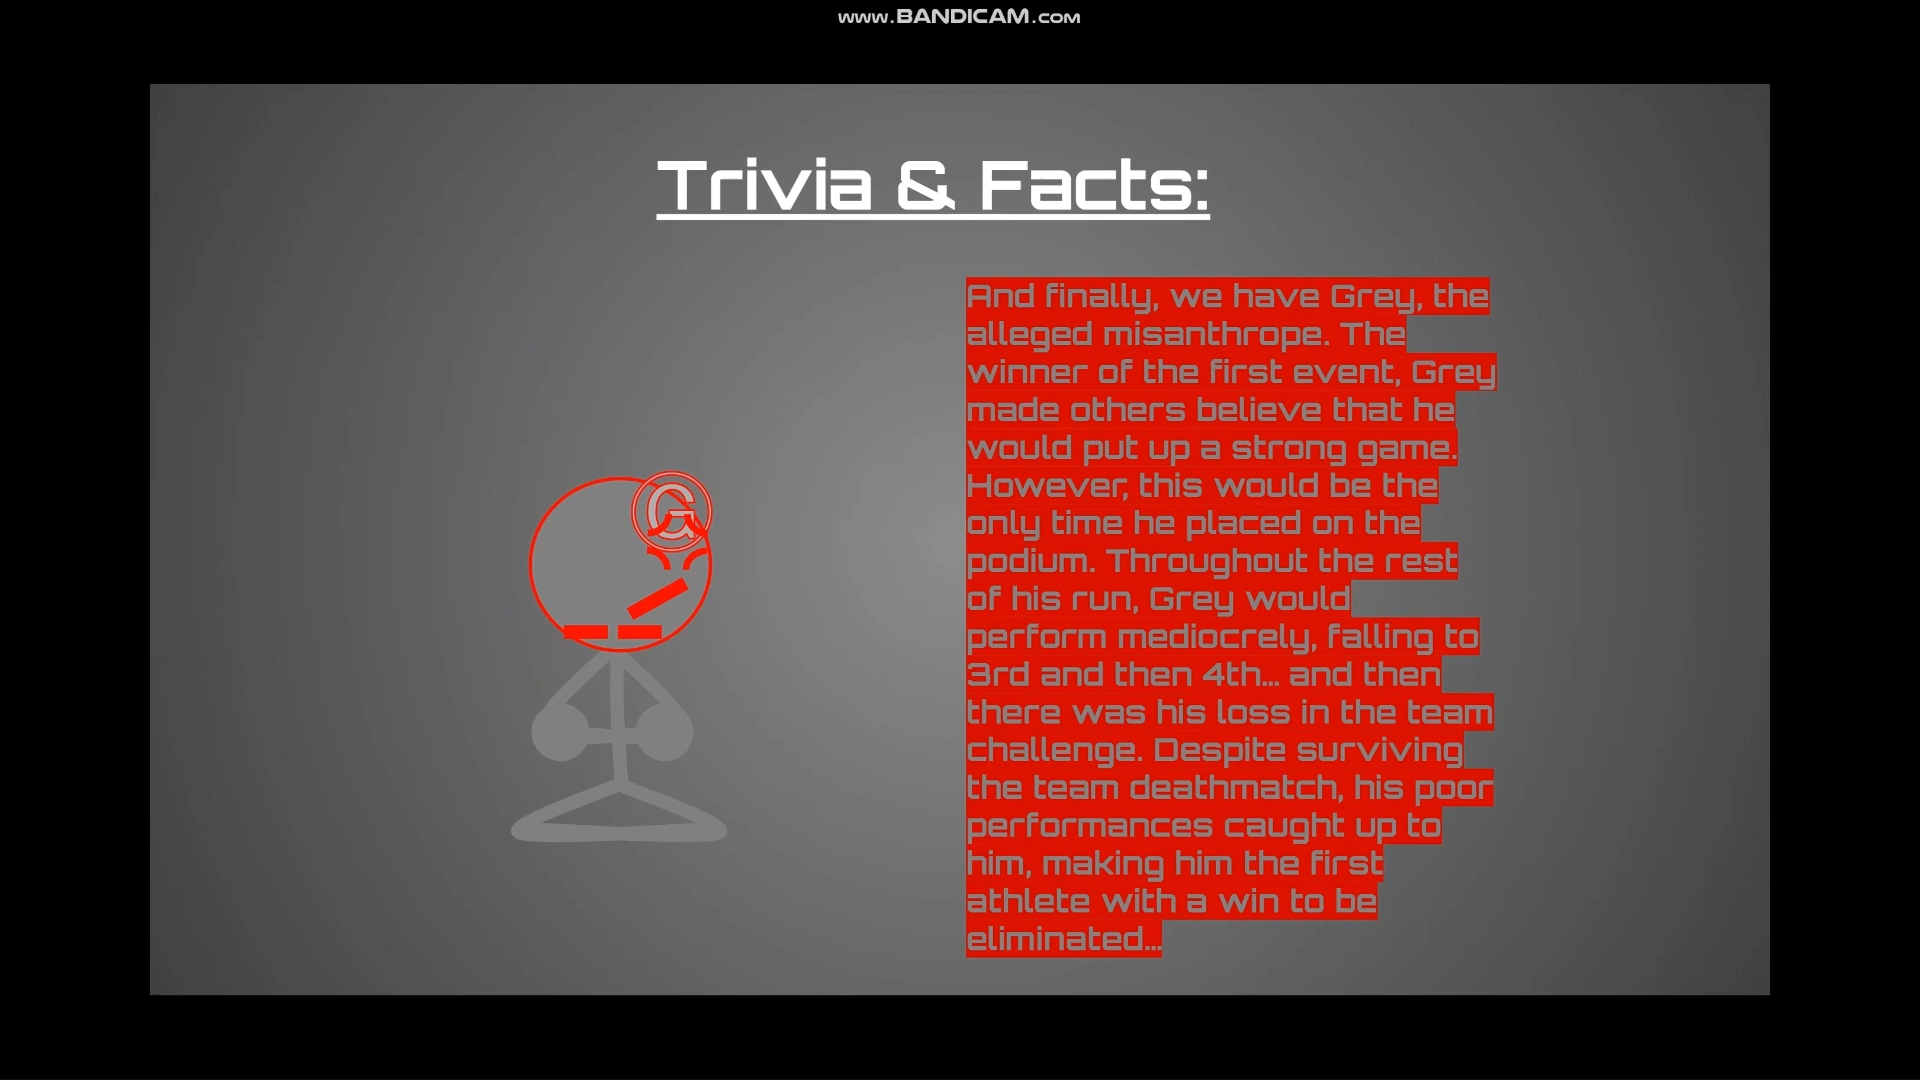 www.BANDICAM.com
Trivia & Facts:
And finally, we have Grey, the
alleged misanthrope. The
winner of the first event, Grey
made others believe that he
would put up a strong game.
However, this would be the
only time he placed on the
podium. Throughout the rest
of his run, Grey would
perform mediocrely, falling to
3rd and then 4th... and then
there was his loss in the team
challenge. Despite surviving
the team deathmatch, his poor
performances caught up to
him, making him the first
athlete with a win to be
eliminated...
G